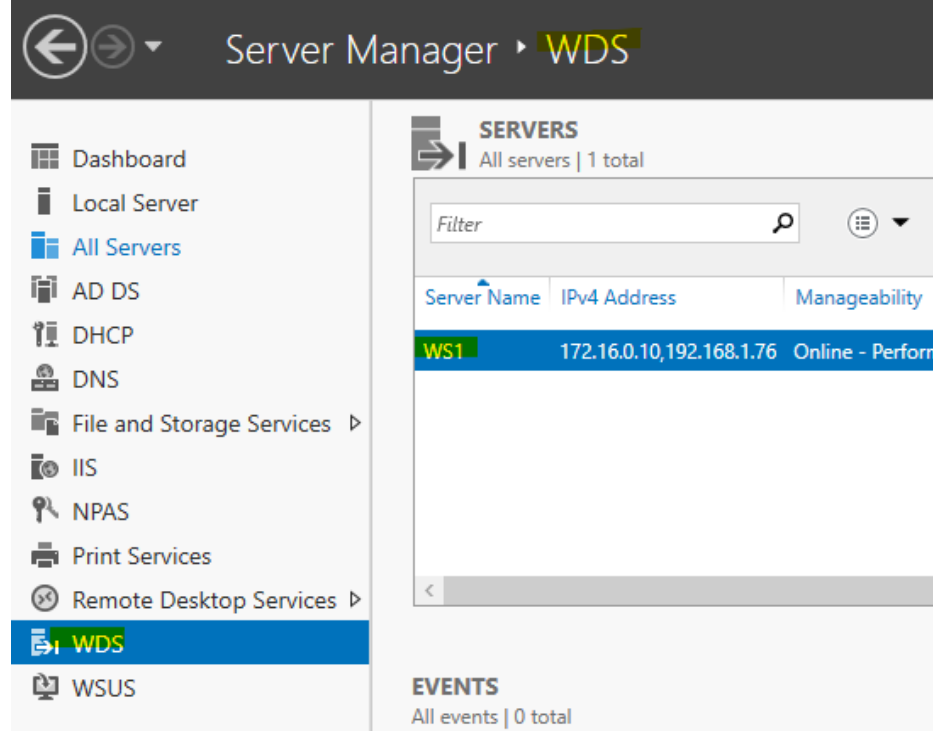 Server Manager ‣ WDS
Dashboard
Local Server
All Servers
AD DS
DHCP
DNS
File and Storage Services
IIS
NPAS
Print Services
Remote Desktop Services
WDS
WSUS
SERVERS
All servers | 1 total
Filter
Server Name IPv4 Address Manageability
WS1 172.16.0.10,192.168.1.76 Online - Perforr
EVENTS
All events | 0 total